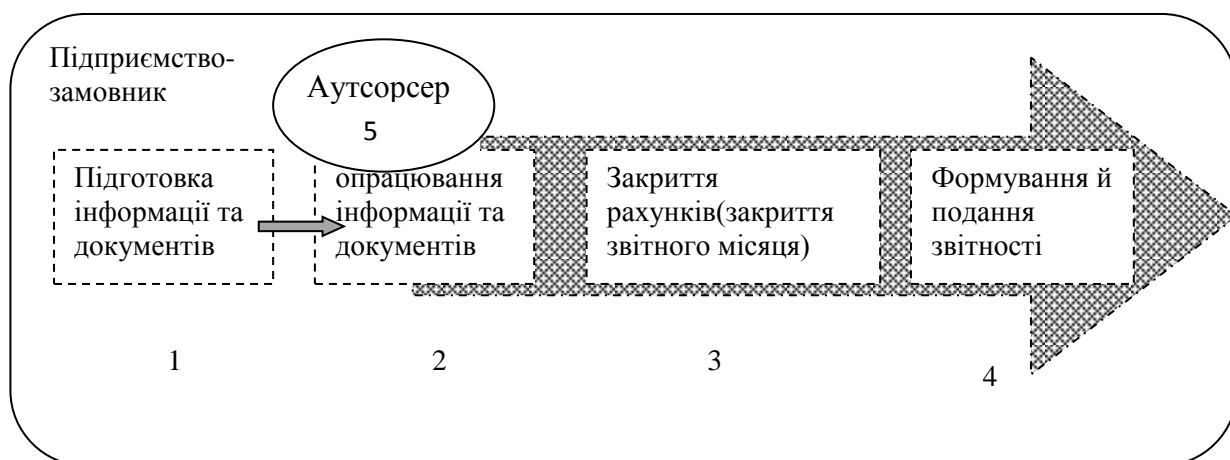 Підприємство-
замовник
Аутсорсер
5
Підготовка
інформації та
документів
опрацювання
інформації та
документів
Закриття
рахунків(закриття
звітного місяця)
Формування й
подання
звітності
1
2
3
4